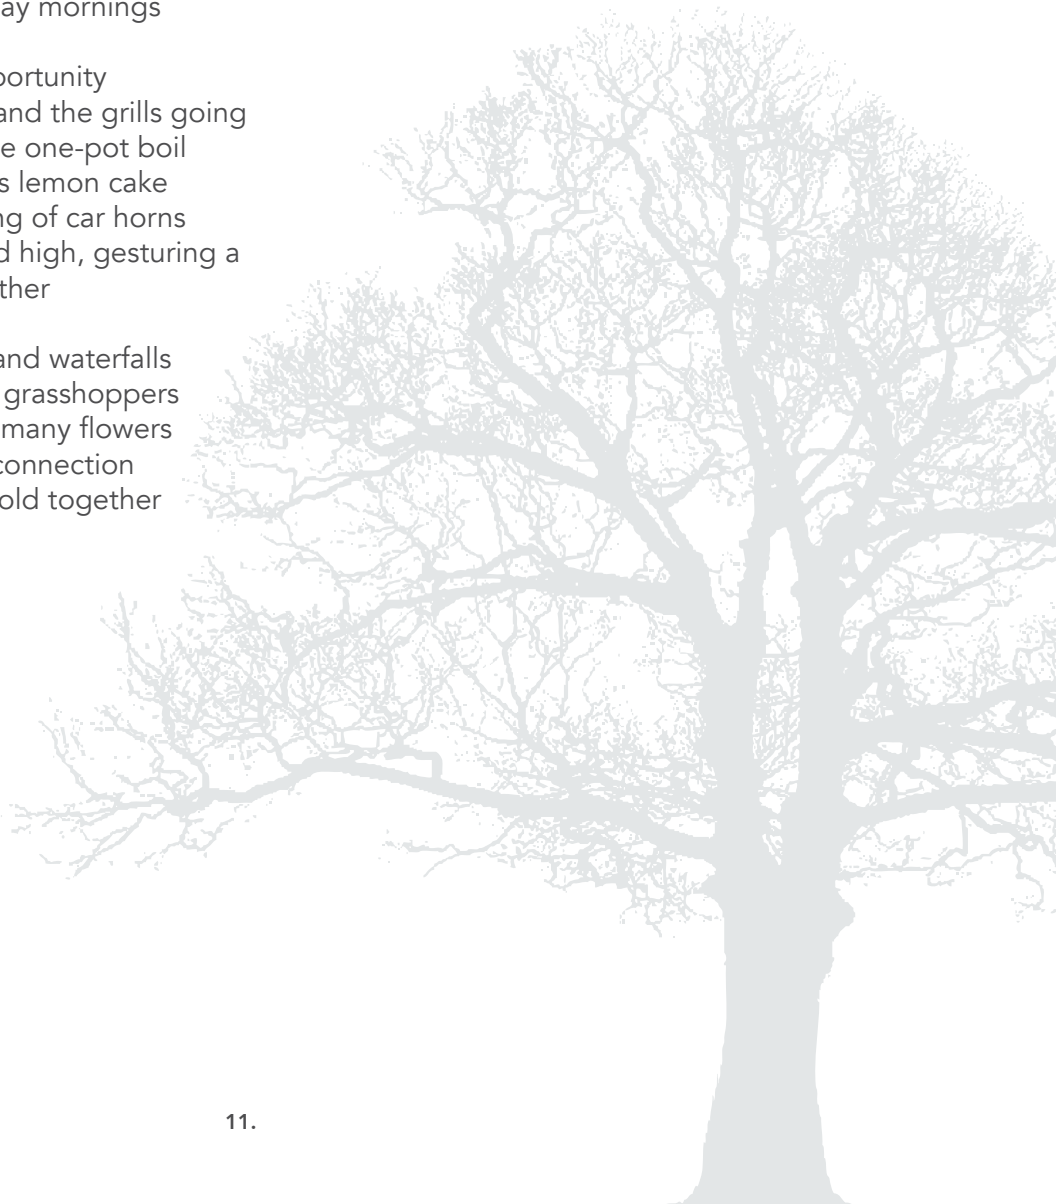 ay mornings
portunity
and the grills going
e one-pot boil
s lemon cake
ng of car horns
d high, gesturing a
ther
and waterfalls
grasshoppers
many flowers
connection
old together
11.